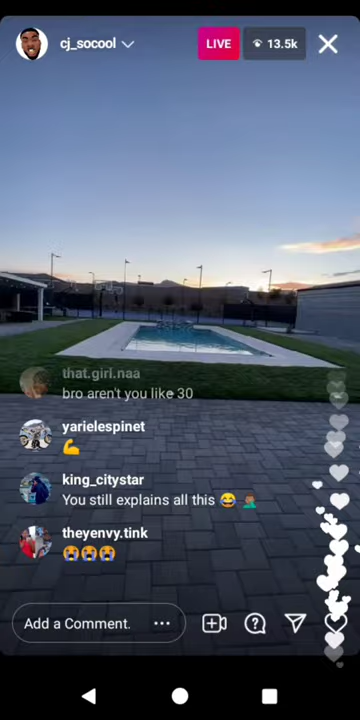 cj_socool
LIVE
13.5k
that.girl.naa
bro aren't you like 30
yarielespinet
💪
king_citystar
You still explains all this 😂 🤦🏽‍♂️
theyenvy.tink
😭😭😭
Add a Comment.